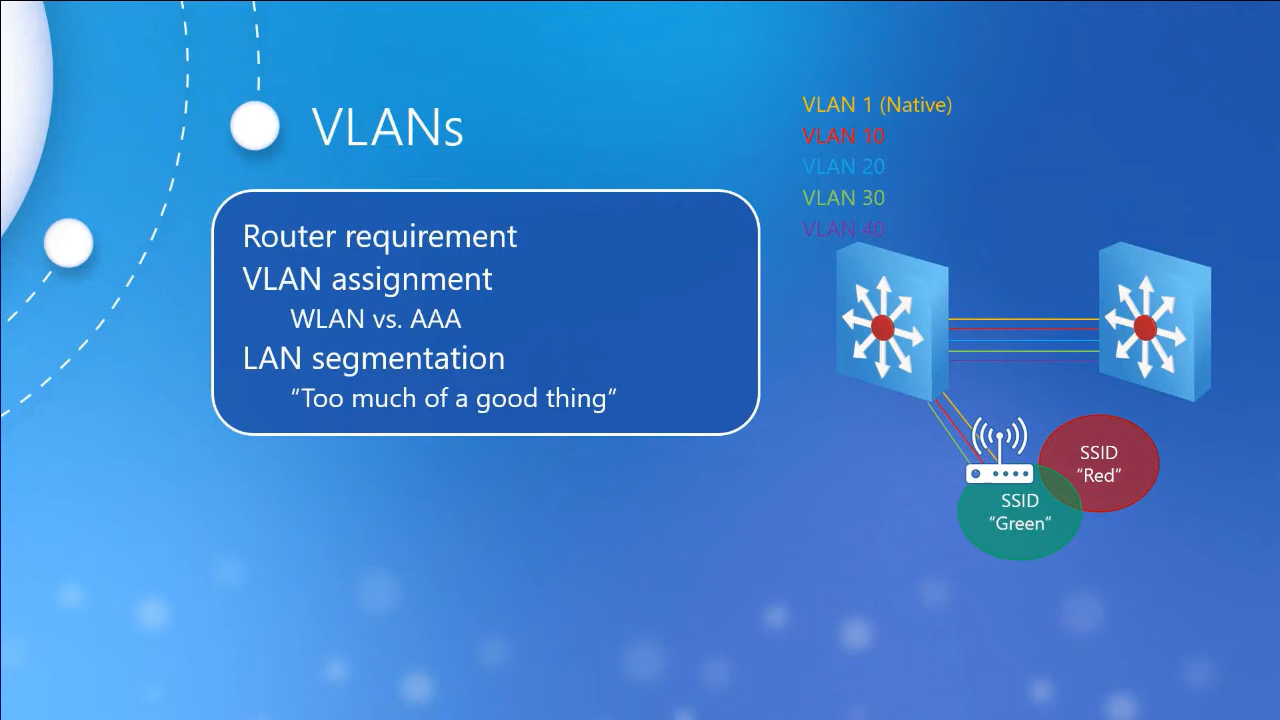 VLANs
Router requirement
VLAN assignment
WLAN vs. AAA
LAN segmentation
“Too much of a good thing”
VLAN 1 (Native)
VLAN 10
VLAN 20
VLAN 30
VLAN 40
SSID
“Red”
SSID
“Green”